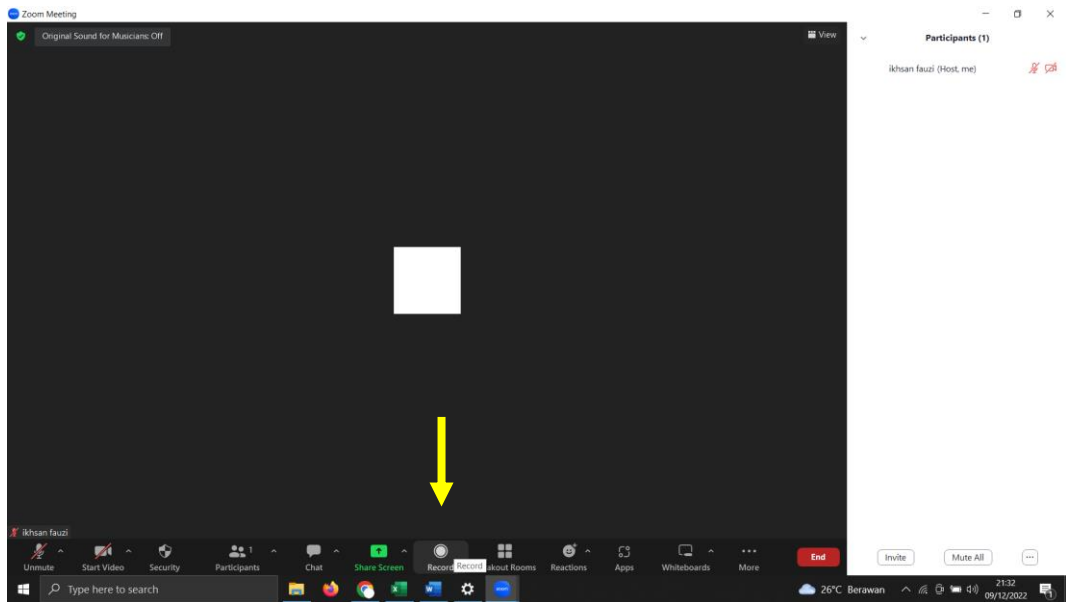 Zoom Meeting
Original Sound for Musicians: Off
View
Participants (1)
ikhsan fauzi (Host, me)
ikhsan fauzi
Unmute
Start Video
Security
1
Participants
Chat
Share Screen
Record
Record
akout Rooms
Reactions
Apps
Whiteboards
More
End
Invite
Mute All
Type here to search
26°C Berawan
21:32
09/12/2022